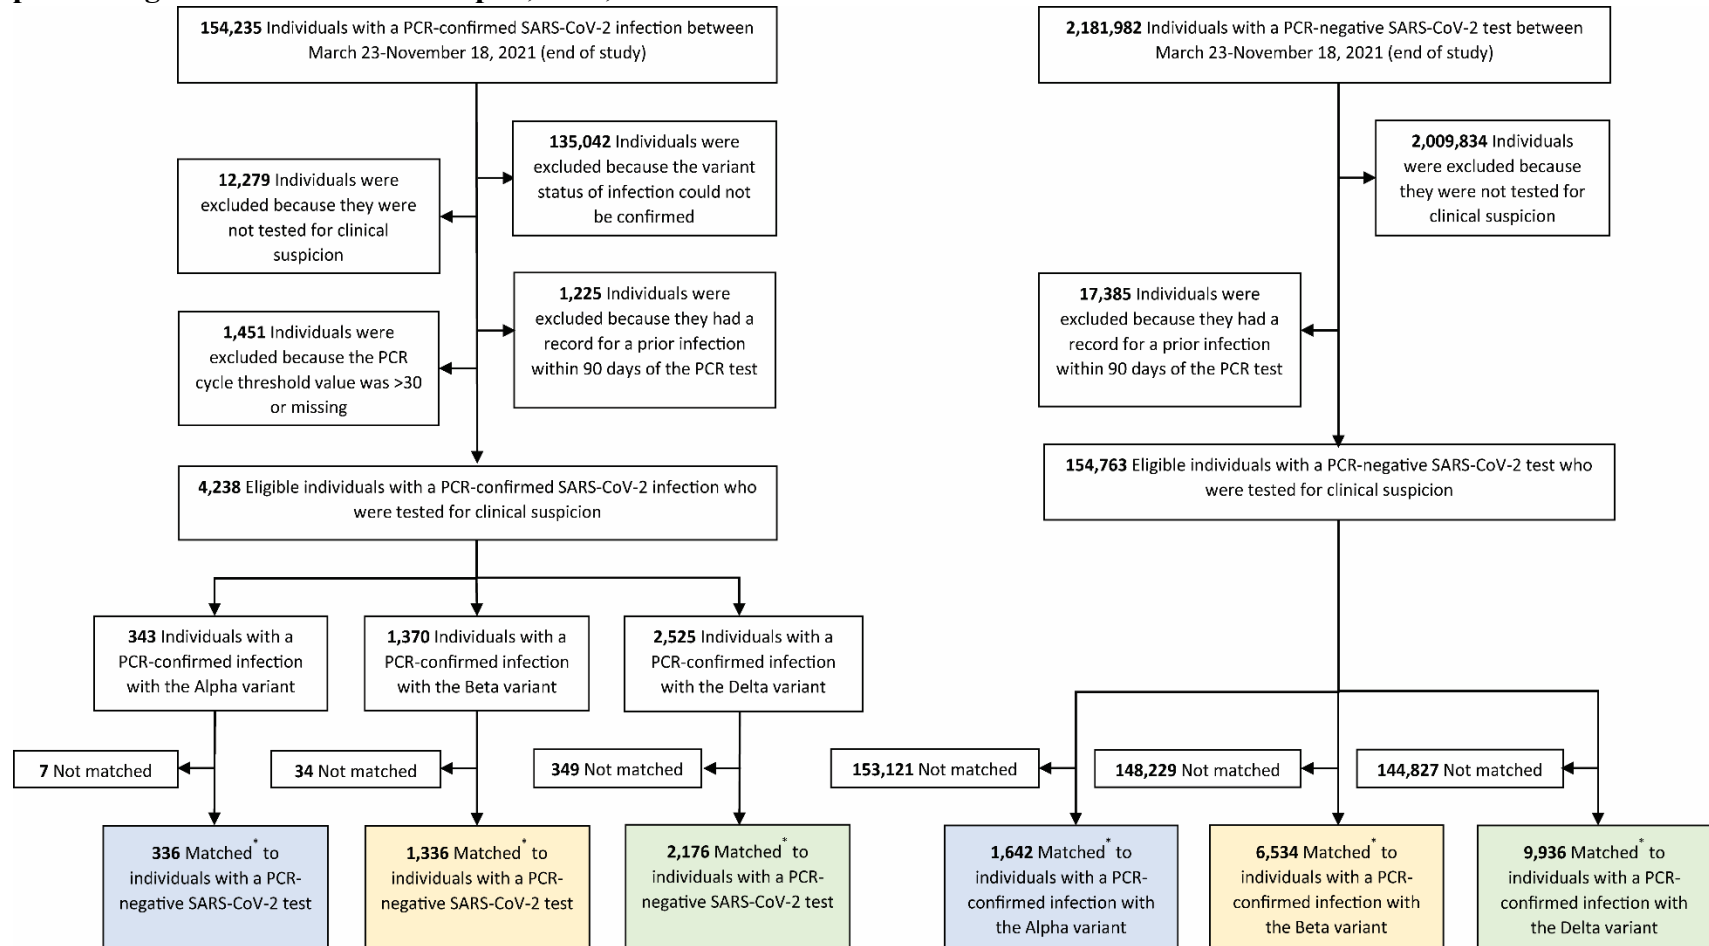 154,235 Individuals with a PCR-confirmed SARS-CoV-2 infection between
March 23-November 18, 2021 (end of study)
2,181,982 Individuals with a PCR-negative SARS-CoV-2 test between
March 23-November 18, 2021 (end of study)
135,042 Individuals were
excluded because the variant
status of infection could not
be confirmed
12,279 Individuals were
excluded because they were
not tested for clinical
suspicion
1,225 Individuals were
excluded because they had a
record for a prior infection
within 90 days of the PCR test
1,451 Individuals were
excluded because the PCR
cycle threshold value was >30
or missing
2,009,834 Individuals
were excluded because
they were not tested for
clinical suspicion
17,385 Individuals were
excluded because they had a
record for a prior infection
within 90 days of the PCR test
4,238 Eligible individuals with a PCR-confirmed SARS-CoV-2 infection who
were tested for clinical suspicion
154,763 Eligible individuals with a PCR-negative SARS-CoV-2 test who
were tested for clinical suspicion
343 Individuals with a
PCR-confirmed infection
with the Alpha variant
1,370 Individuals with a
PCR-confirmed infection
with the Beta variant
2,525 Individuals with a
PCR-confirmed infection
with the Delta variant
7 Not matched
34 Not matched
349 Not matched
153,121 Not matched
148,229 Not matched
144,827 Not matched
336 Matched* to
individuals with a PCR-
negative SARS-CoV-2 test
1,336 Matched* to
individuals with a PCR-
negative SARS-CoV-2 test
2,176 Matched* to
individuals with a PCR-
negative SARS-CoV-2 test
1,642 Matched* to
individuals with a PCR-
confirmed infection with
the Alpha variant
6,534 Matched* to
individuals with a PCR-
confirmed infection with
the Beta variant
9,936 Matched* to
individuals with a PCR-
confirmed infection with
the Delta variant